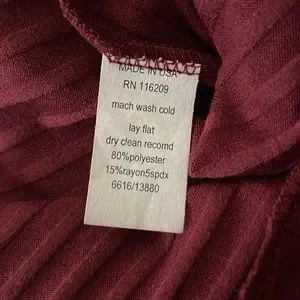 MADE IN USA
RN 116209
mach wash cold
lay flat
dry clean recomd
80%polyester
15%rayon5spdx
6616/13880